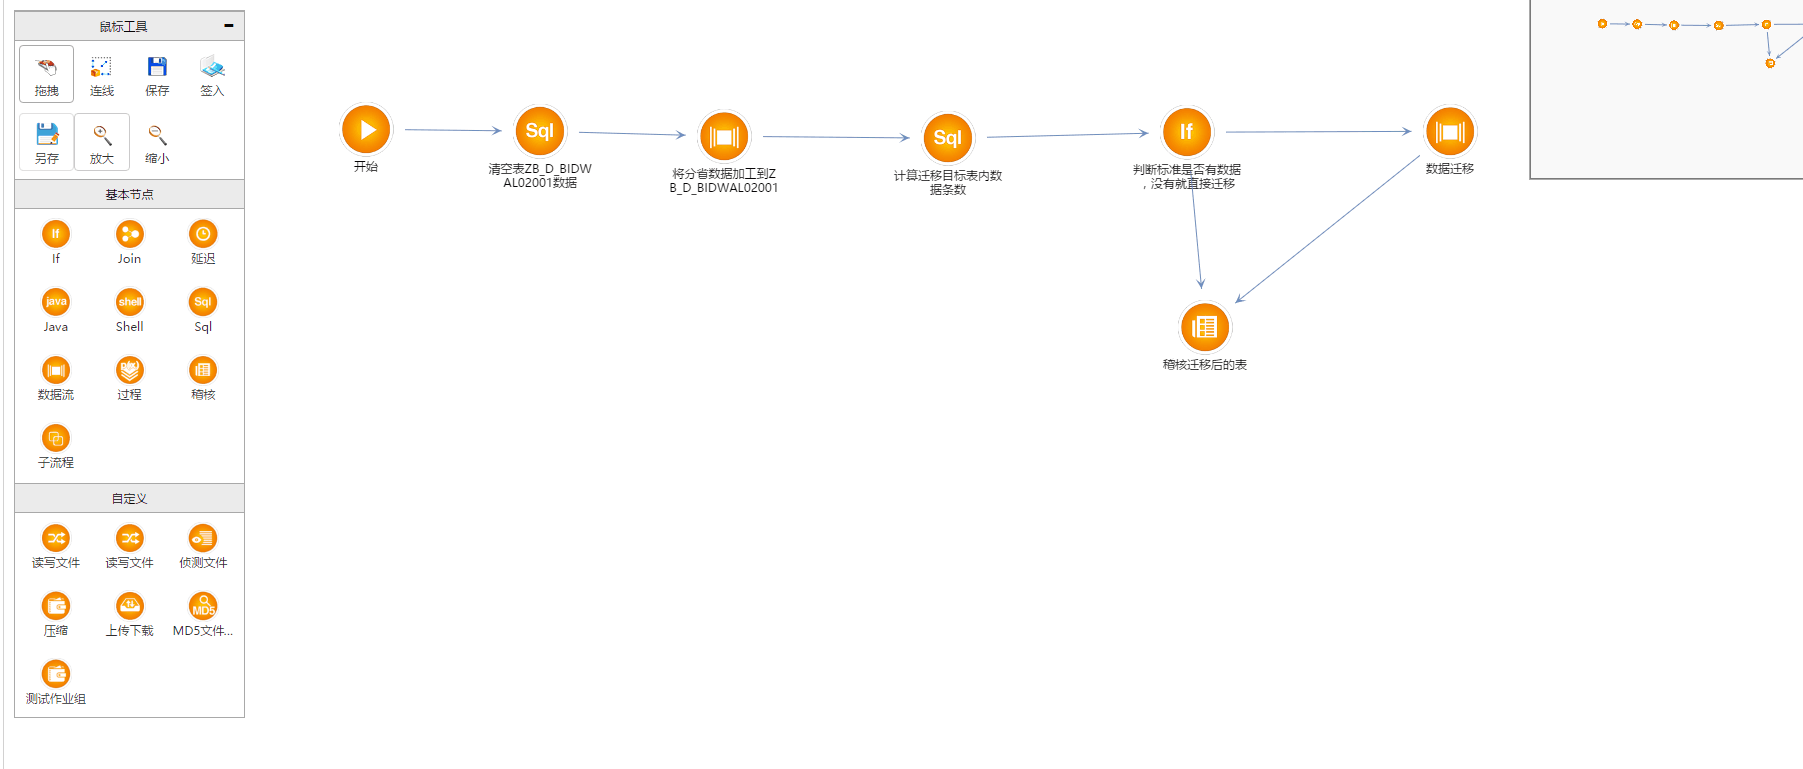 鼠标工具
拖拽
连线
保存
签入
另存
放大
缩小
基本节点
If
If
Join
延迟
java
Java
shell
Shell
Sql
Sql
数据流
过程
稽核
子流程
自定义
读写文件
读写文件
侦测文件
压缩
上传下载
MD5
MD5文件...
测试作业组
开始
Sql
清空表ZB_D_BIDW
AL02001数据
将分省数据加工到Z
B_D_BIDWAL02001
Sql
计算迁移目标表内数
据条数
If
判断标准是否有数据
，没有就直接迁移
数据迁移
稽核迁移后的表